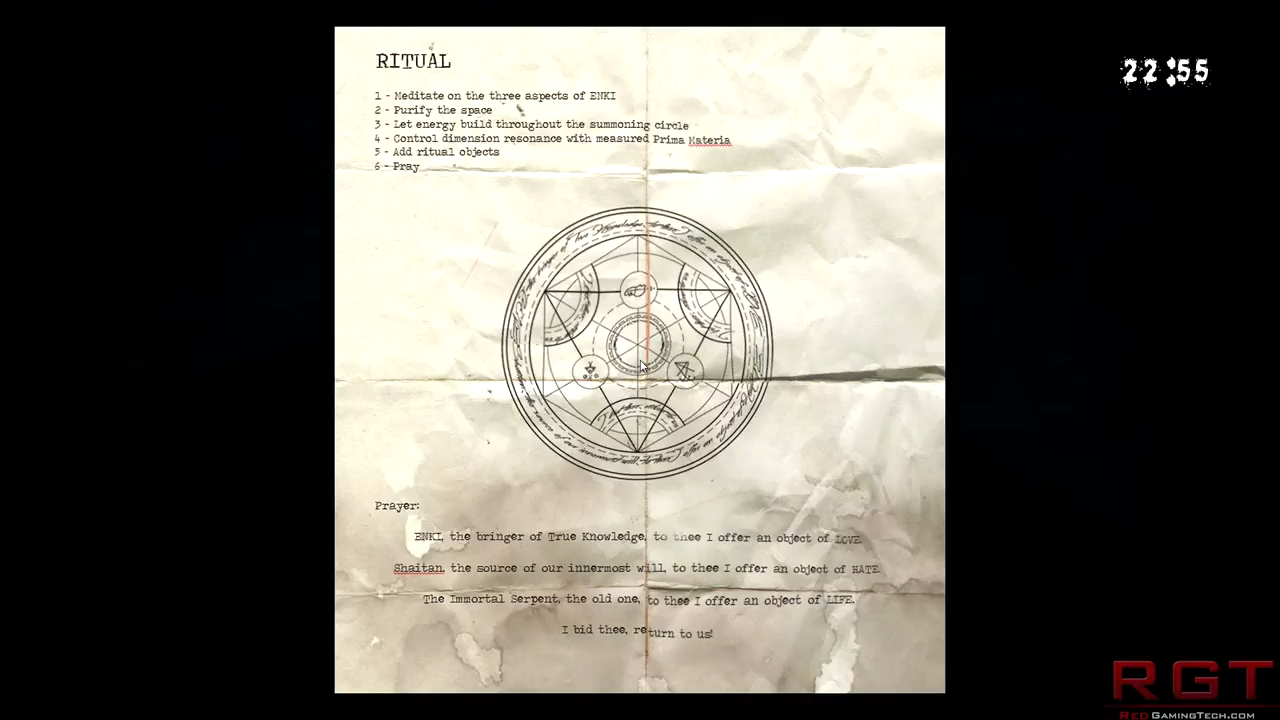 RITUAL
22:55
1 - Meditate on the three aspects of ENKI
2 - Purify the space
3 - Let energy build throughout the summoning circle
4 - Control dimension resonance with measured Prima Materia
5 - Add ritual objects
6 - Pray
Prayer:
ENKI, the bringer of True Knowledge, to thee I offer an object of LOVE.
Shaitan, the source of our innermost will, to thee I offer an object of HATE.
The Immortal Serpent, the old one, to thee I offer an object of LIFE.
I bid thee, return to us!
RGT
REDGAMINGTECH.COM